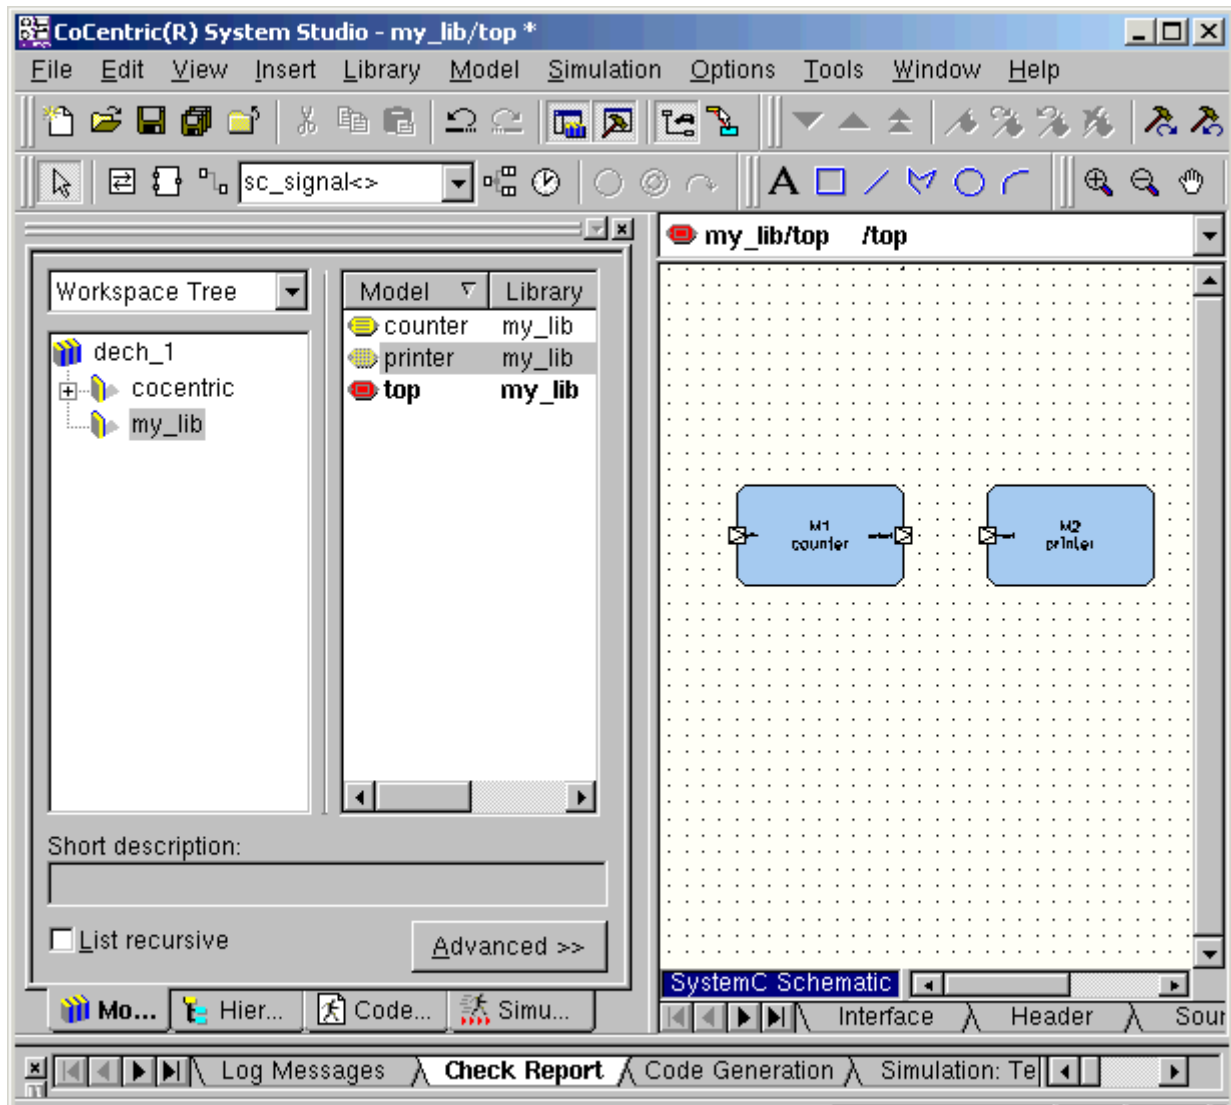 CoCentric(R) System Studio - my_lib/top *
File Edit View Insert Library Model Simulation Options Tools Window Help
sc_signal<> A
my_lib/top /top
Workspace Tree
dech_1
cocentric
my_lib
Model Library
counter my_lib
printer my_lib
top my_lib
M1
counter
M2
printer
Short description:
List recursive
Advanced >>
Mo... Hier... Code... Simu...
SystemC Schematic
Interface Header Sour
Log Messages Check Report Code Generation Simulation: Te